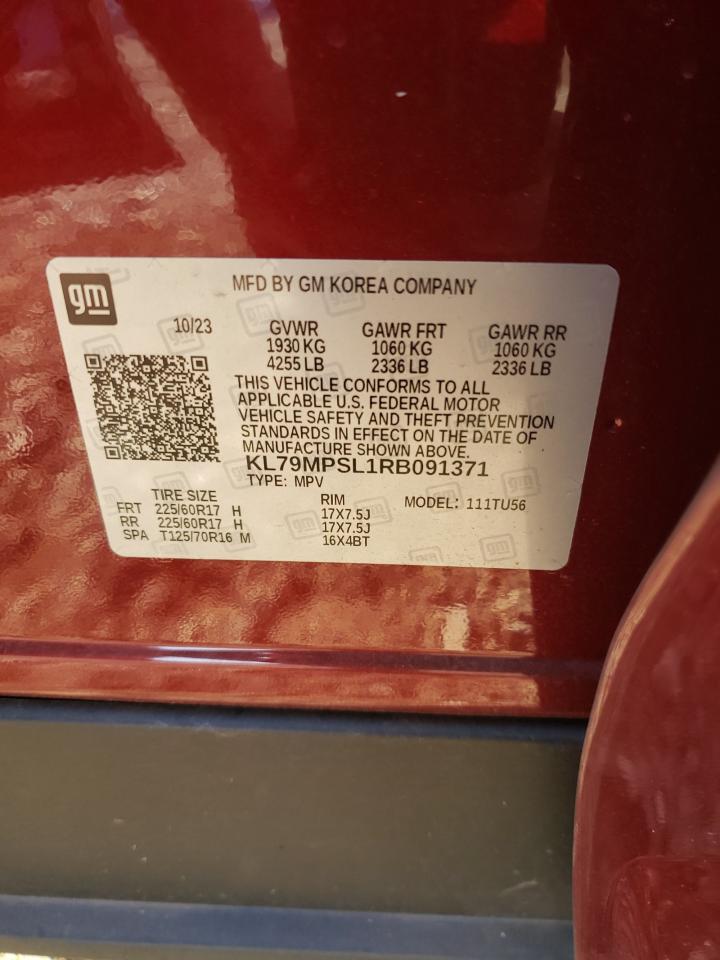 gm
MFD BY GM KOREA COMPANY
10/23 GVWR GAWR FRT GAWR RR
1930 KG 1060 KG 1060 KG
4255 LB 2336 LB 2336 LB
THIS VEHICLE CONFORMS TO ALL
APPLICABLE U.S. FEDERAL MOTOR
VEHICLE SAFETY AND THEFT PREVENTION
STANDARDS IN EFFECT ON THE DATE OF
MANUFACTURE SHOWN ABOVE.
KL79MPSL1RB091371
TYPE: MPV
TIRE SIZE RIM MODEL: 111TU56
FRT 225/60R17 H 17X7.5J
RR 225/60R17 H 17X7.5J
SPA T125/70R16 M 16X4BT